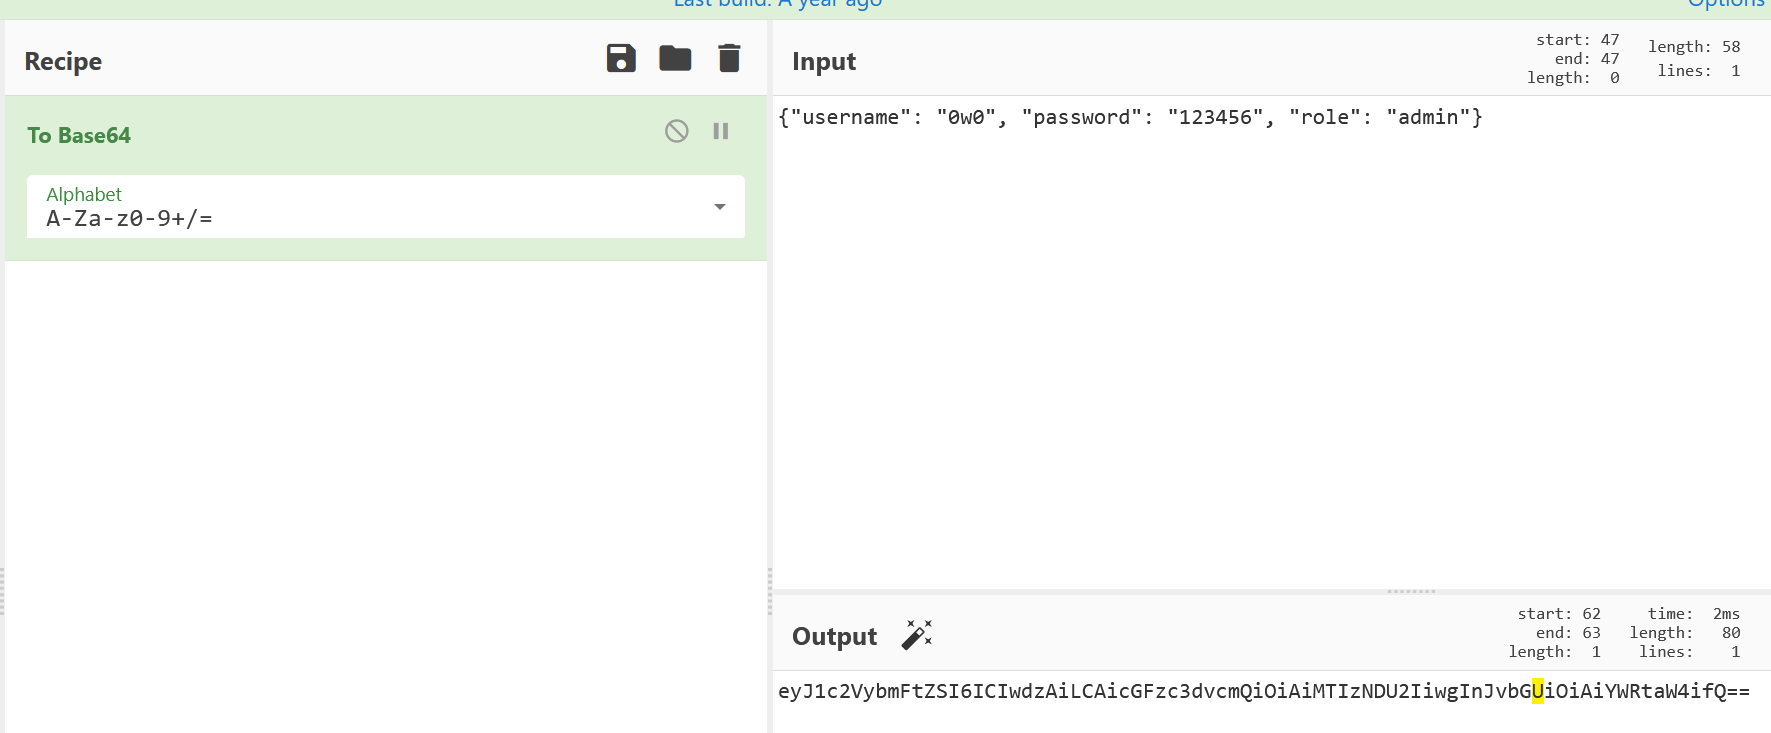 Last build: A year ago
Options
Recipe
To Base64
Alphabet
A-Za-z0-9+/=
Input
start: 47
end: 47
length: 0
length: 58
lines: 1
{"username": "0w0", "password": "123456", "role": "admin"}
Output
start: 62
end: 63
length: 1
time: 2ms
length: 80
lines: 1
eyJ1c2VybmFtZSI6ICIwdzAiLCAicGFzc3dvcmQiOiAiMTIzNDU2IiwgInJvbGUiOiAiYWRtaW4ifQ==